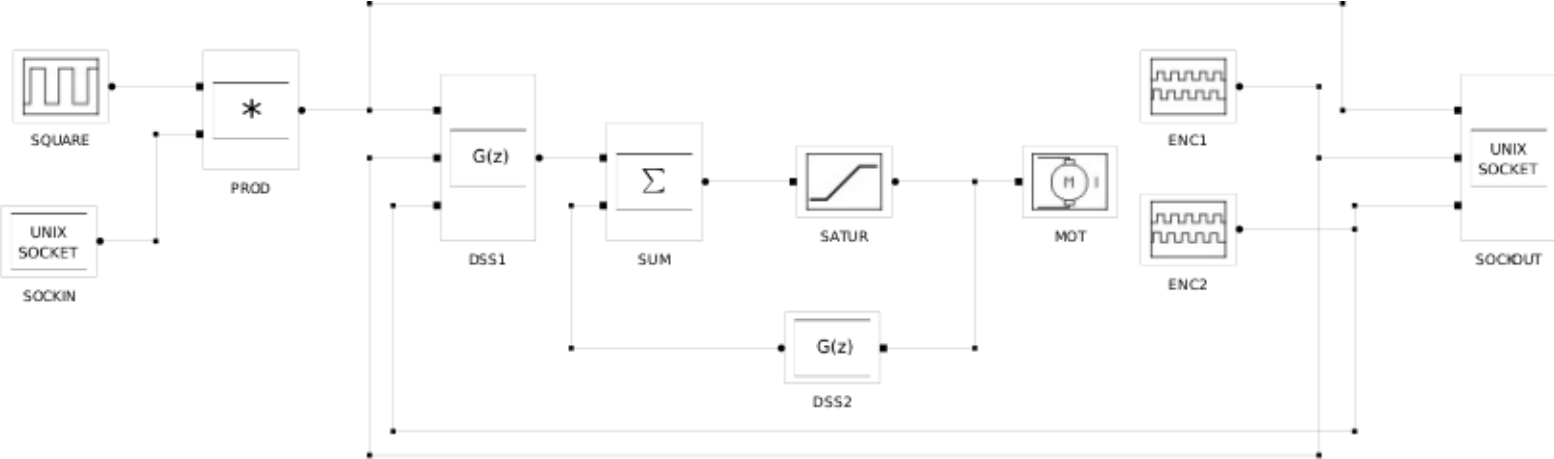 SQUARE
*
PROD
UNIX
SOCKET
SOCKIN
G(z)
DSS1
Σ
SUM
SATUR
G(z)
DSS2
M
MOT
ENC1
ENC2
UNIX
SOCKET
SOCKOUT